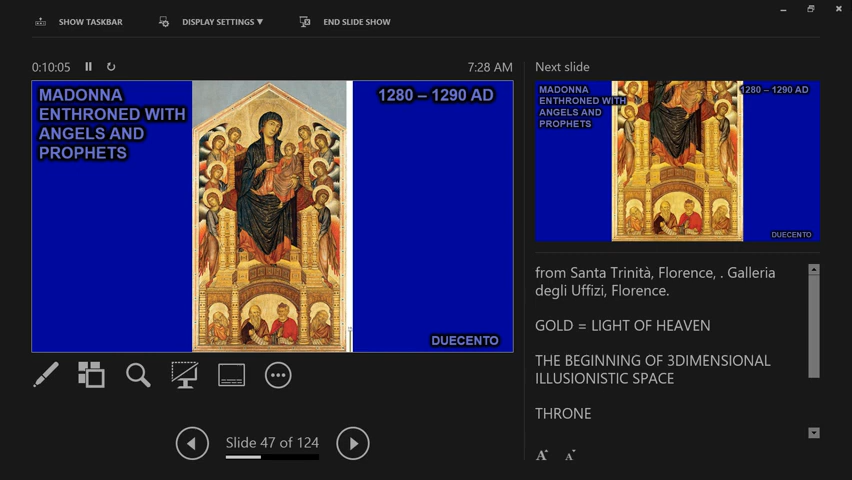 SHOW TASKBAR
DISPLAY SETTINGS ▼
END SLIDE SHOW
0:10:05
7:28 AM
MADONNA
ENTHRONED WITH
ANGELS AND
PROPHETS
1280 – 1290 AD
DUECENTO
Slide 47 of 124
Next slide
MADONNA
ENTHRONED WITH
ANGELS AND
PROPHETS
1280 – 1290 AD
DUECENTO
from Santa Trinità, Florence, . Galleria
degli Uffizi, Florence.
GOLD = LIGHT OF HEAVEN
THE BEGINNING OF 3DIMENSIONAL
ILLUSIONISTIC SPACE
THRONE
A A